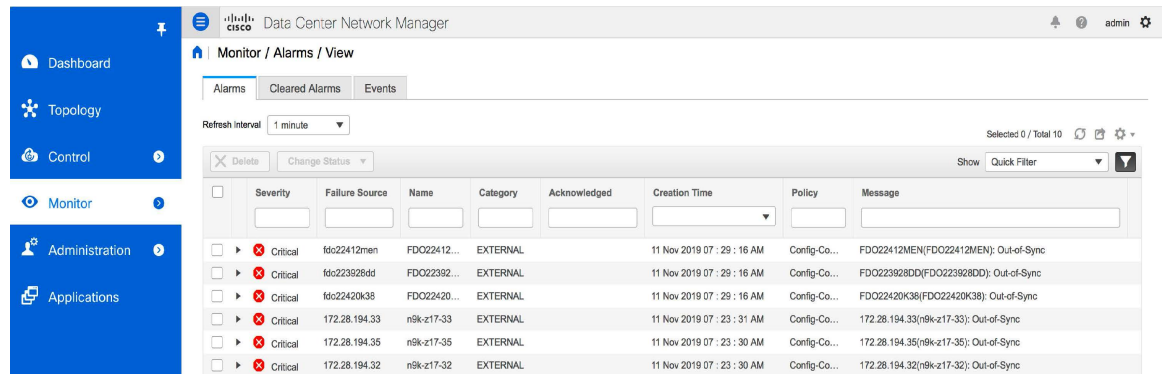 cisco Data Center Network Manager admin
Monitor / Alarms / View
Dashboard
Topology
Control
Monitor
Administration
Applications
Alarms Cleared Alarms Events
Refresh interval 1 minute
Selected 0 / Total 10
Delete Change Status Show Quick Filter
Severity Failure Source Name Category Acknowledged Creation Time Policy Message
Critical fdo22412men FDO22412... EXTERNAL 11 Nov 2019 07 : 29 : 16 AM Config-Co... FDO22412MEN(FDO22412MEN): Out-of-Sync
Critical fdo223928dd FDO22392... EXTERNAL 11 Nov 2019 07 : 29 : 16 AM Config-Co... FDO223928DD(FDO223928DD): Out-of-Sync
Critical fdo22420k38 FDO22420... EXTERNAL 11 Nov 2019 07 : 29 : 16 AM Config-Co... FDO22420K38(FDO22420K38): Out-of-Sync
Critical 172.28.194.33 n9k-z17-33 EXTERNAL 11 Nov 2019 07 : 23 : 31 AM Config-Co... 172.28.194.33(n9k-z17-33): Out-of-Sync
Critical 172.28.194.35 n9k-z17-35 EXTERNAL 11 Nov 2019 07 : 23 : 30 AM Config-Co... 172.28.194.35(n9k-z17-35): Out-of-Sync
Critical 172.28.194.32 n9k-z17-32 EXTERNAL 11 Nov 2019 07 : 23 : 30 AM Config-Co... 172.28.194.32(n9k-z17-32): Out-of-Sync